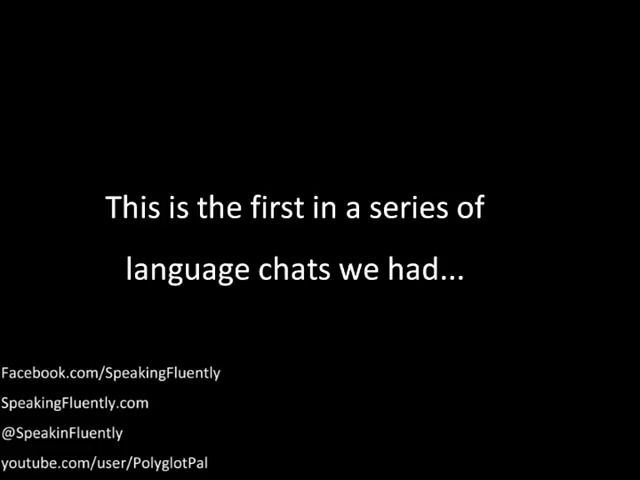 This is the first in a series of
language chats we had...
Facebook.com/SpeakingFluently
SpeakingFluently.com
@SpeakinFluently
youtube.com/user/PolyglotPal